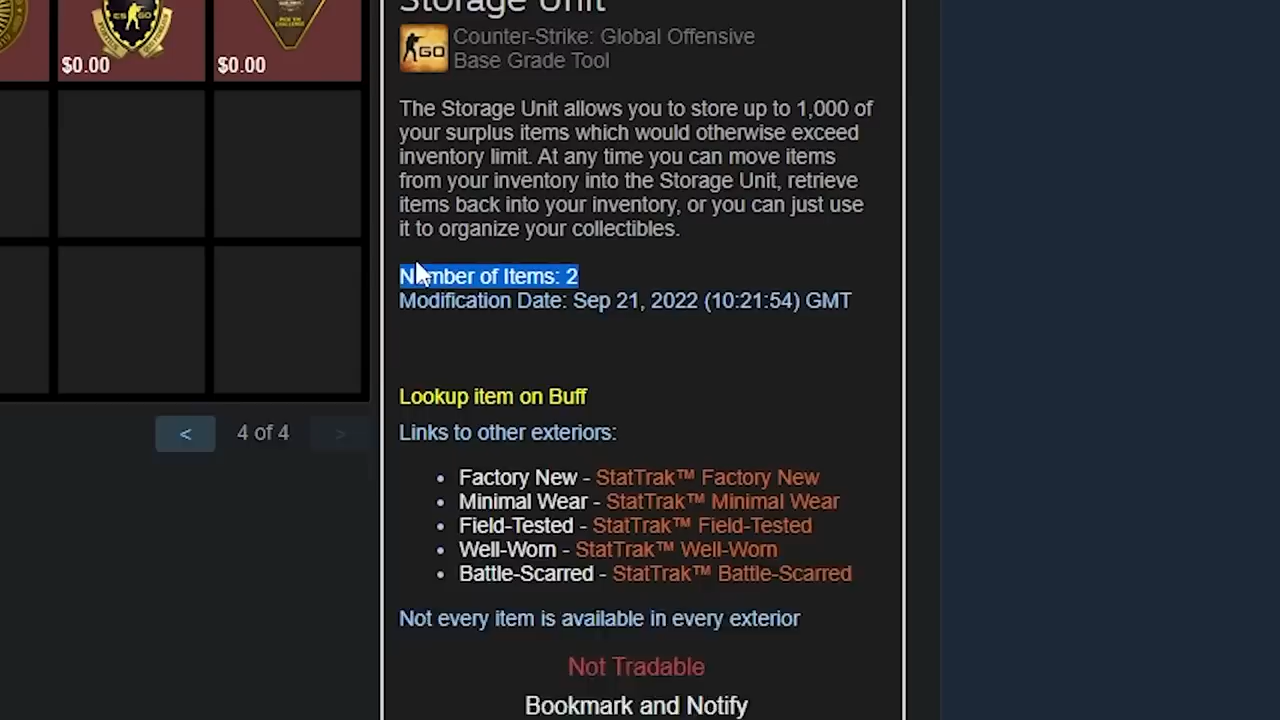 Storage Unit
Counter-Strike: Global Offensive
Base Grade Tool
GO
CS GO
$0.00
$0.00
The Storage Unit allows you to store up to 1,000 of
your surplus items which would otherwise exceed
inventory limit. At any time you can move items
from your inventory into the Storage Unit, retrieve
items back into your inventory, or you can just use
it to organize your collectibles.
Number of Items: 2
Modification Date: Sep 21, 2022 (10:21:54) GMT
Lookup item on Buff
< 4 of 4 >
Links to other exteriors:
• Factory New - StatTrak™ Factory New
• Minimal Wear - StatTrak™ Minimal Wear
• Field-Tested - StatTrak™ Field-Tested
• Well-Worn - StatTrak™ Well-Worn
• Battle-Scarred - StatTrak™ Battle-Scarred
Not every item is available in every exterior
Not Tradable
Bookmark and Notify